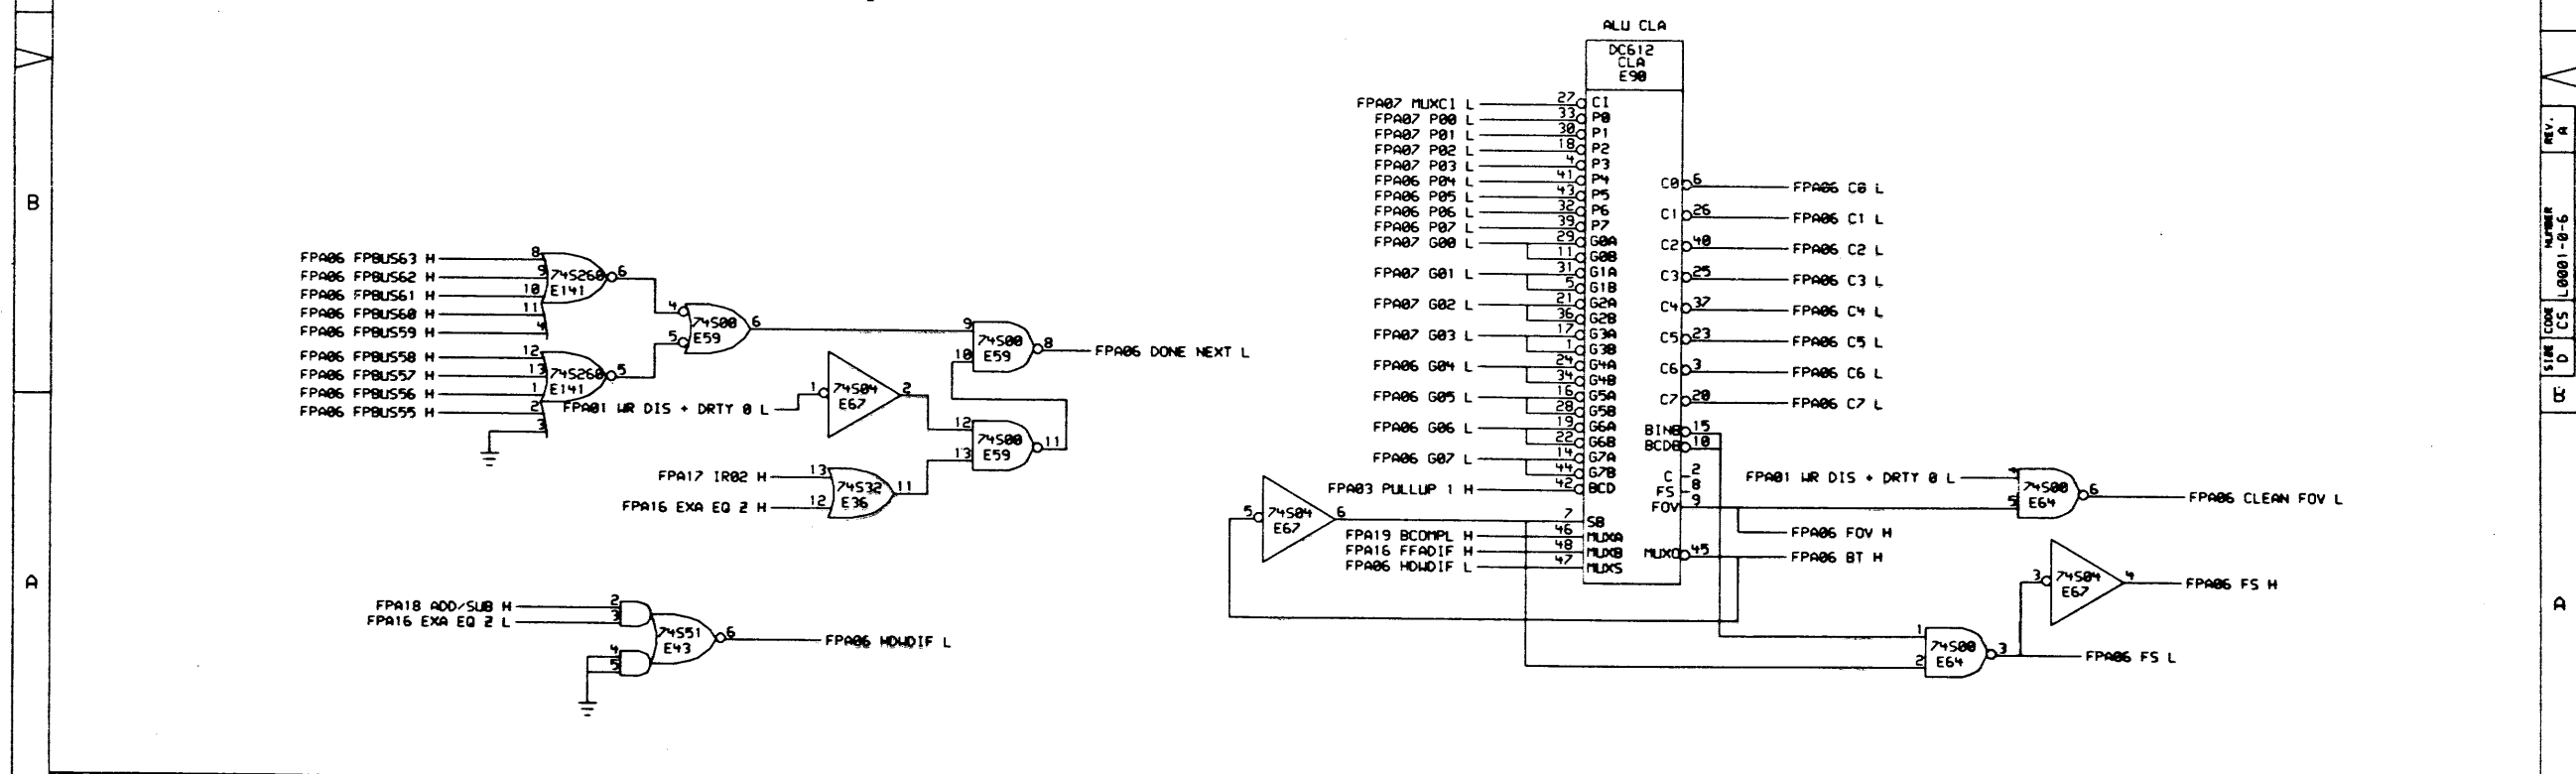 ALU CLA
DC612
CLA
E90
FPA07 MUXCI L 27 CI
FPA07 P00 L 33 P0
FPA07 P01 L 30 P1
FPA07 P02 L 18 P2
FPA07 P03 L 4 P3
FPA06 P04 L 41 P4
FPA06 P05 L 43 P5
FPA06 P06 L 32 P6
FPA06 P07 L 39 P7
FPA07 G00 L 29 G0A
11 G0B
FPA07 G01 L 31 G1A
5 G1B
FPA07 G02 L 21 G2A
36 G2B
FPA07 G03 L 17 G3A
1 G3B
FPA06 G04 L 24 G4A
34 G4B
FPA06 G05 L 16 G5A
28 G5B
FPA06 G06 L 19 G6A
22 G6B
FPA06 G07 L 14 G7A
44 G7B
FPA03 PULLUP 1 H 42 BCD
7 SB
FPA19 BCOMPL H 46 MUXA
FPA16 FFADIF H 48 MUXB
FPA06 HDWDIF L 47 MUXS
C0 6 FPA06 C0 L
C1 26 FPA06 C1 L
C2 40 FPA06 C2 L
C3 25 FPA06 C3 L
C4 37 FPA06 C4 L
C5 23 FPA06 C5 L
C6 3 FPA06 C6 L
C7 20 FPA06 C7 L
BINB 15
BCDB 10
C 2
FS 8
FOV 9
FPA06 FOV H
MUXO 45 FPA06 BT H
5 74S04 6
E67
FPA01 WR DIS + DRTY 0 L 4
5
74S00 6
E64
FPA06 CLEAN FOV L
3 74S04 4
E67
FPA06 FS H
1
2
74S00 3
E64
FPA06 FS L
B
FPA06 FPBUS63 H 8
FPA06 FPBUS62 H 9
FPA06 FPBUS61 H 10
FPA06 FPBUS60 H 11
FPA06 FPBUS59 H 4
74S260 6
E141
FPA06 FPBUS58 H 12
FPA06 FPBUS57 H 13
FPA06 FPBUS56 H 1
FPA06 FPBUS55 H 2
3
74S260 5
E141
4
5
74S00 6
E59
FPA01 WR DIS + DRTY 0 L
1 74S04 2
E67
FPA17 IR02 H 13
FPA16 EXA EQ 2 H 12
74S32 11
E36
12
13
74S00 11
E59
9
10
74S00 8
E59
FPA06 DONE NEXT L
A
FPA18 ADD/SUB H 2
FPA16 EXA EQ 2 L 3
4
5
74S51 6
E43
FPA06 HDWDIF L
REV.
A
NUMBER
L0001-0-6
CODE
CS
SIZE
D
B
A